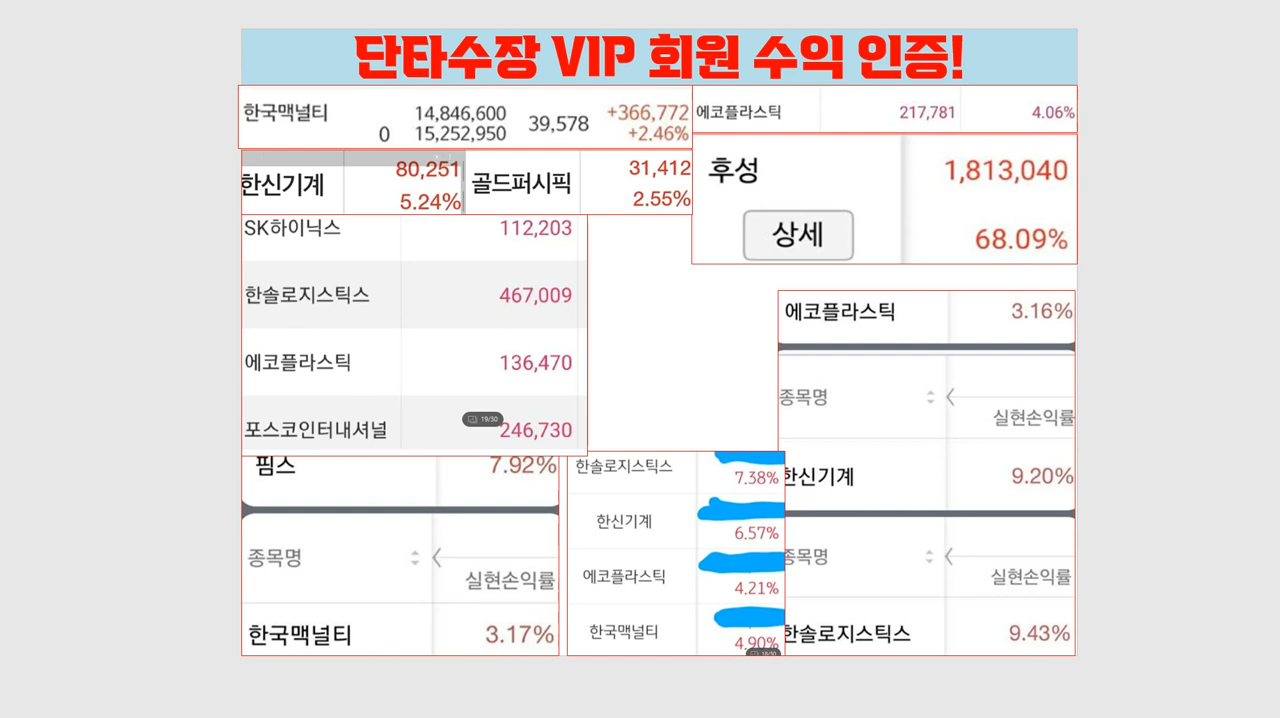 단타수장 VIP 회원 수익 인증!
한국맥널티 14,846,600 39,578 +366,772
0 15,252,950 +2.46%
에코플라스틱 217,781 4.06%
한신기계 80,251
5.24%
골드퍼시픽 31,412
2.55%
후성 1,813,040
상세 68.09%
SK하이닉스 112,203
한솔로지스틱스 467,009
에코플라스틱 136,470
19/30
포스코인터내셔널 246,730
에코플라스틱 3.16%
종목명
실현손익률
한신기계 9.20%
종목명
실현손익률
한솔로지스틱스 9.43%
핌스 7.92%
종목명
실현손익률
한국맥널티 3.17%
한솔로지스틱스
7.38%
한신기계
6.57%
에코플라스틱
4.21%
한국맥널티
4.90%